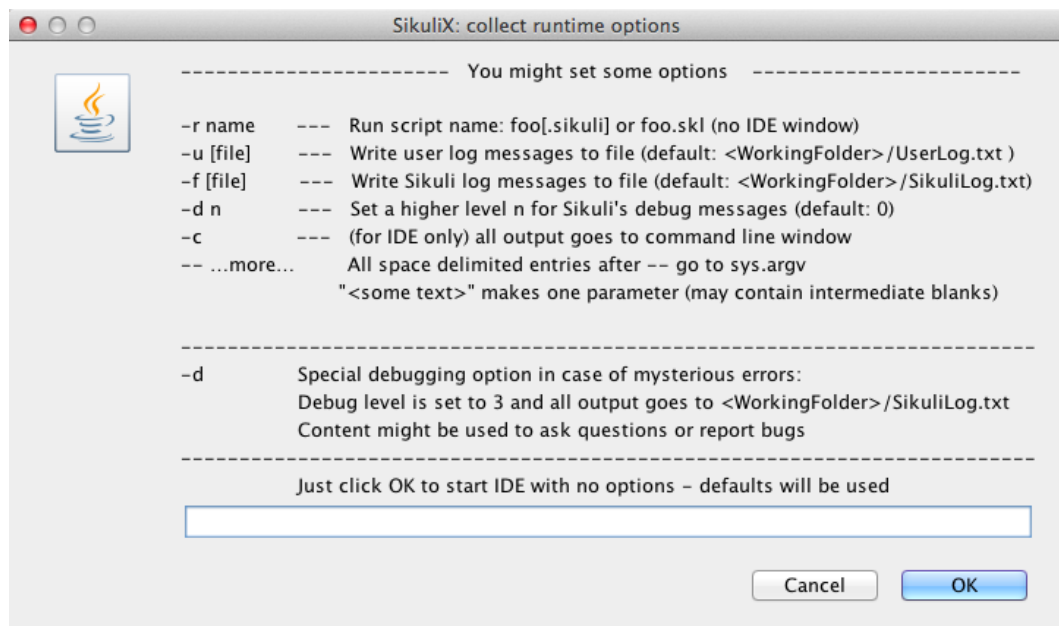 SikuliX: collect runtime options
----------------------- You might set some options -----------------------
-r name --- Run script name: foo[.sikuli] or foo.skl (no IDE window)
-u [file] --- Write user log messages to file (default: <WorkingFolder>/UserLog.txt )
-f [file] --- Write Sikuli log messages to file (default: <WorkingFolder>/SikuliLog.txt)
-d n --- Set a higher level n for Sikuli's debug messages (default: 0)
-c --- (for IDE only) all output goes to command line window
-- ...more... All space delimited entries after -- go to sys.argv
"<some text>" makes one parameter (may contain intermediate blanks)
-------------------------------------------------------------------------
-d Special debugging option in case of mysterious errors:
Debug level is set to 3 and all output goes to <WorkingFolder>/SikuliLog.txt
Content might be used to ask questions or report bugs
-------------------------------------------------------------------------
Just click OK to start IDE with no options - defaults will be used
Cancel OK